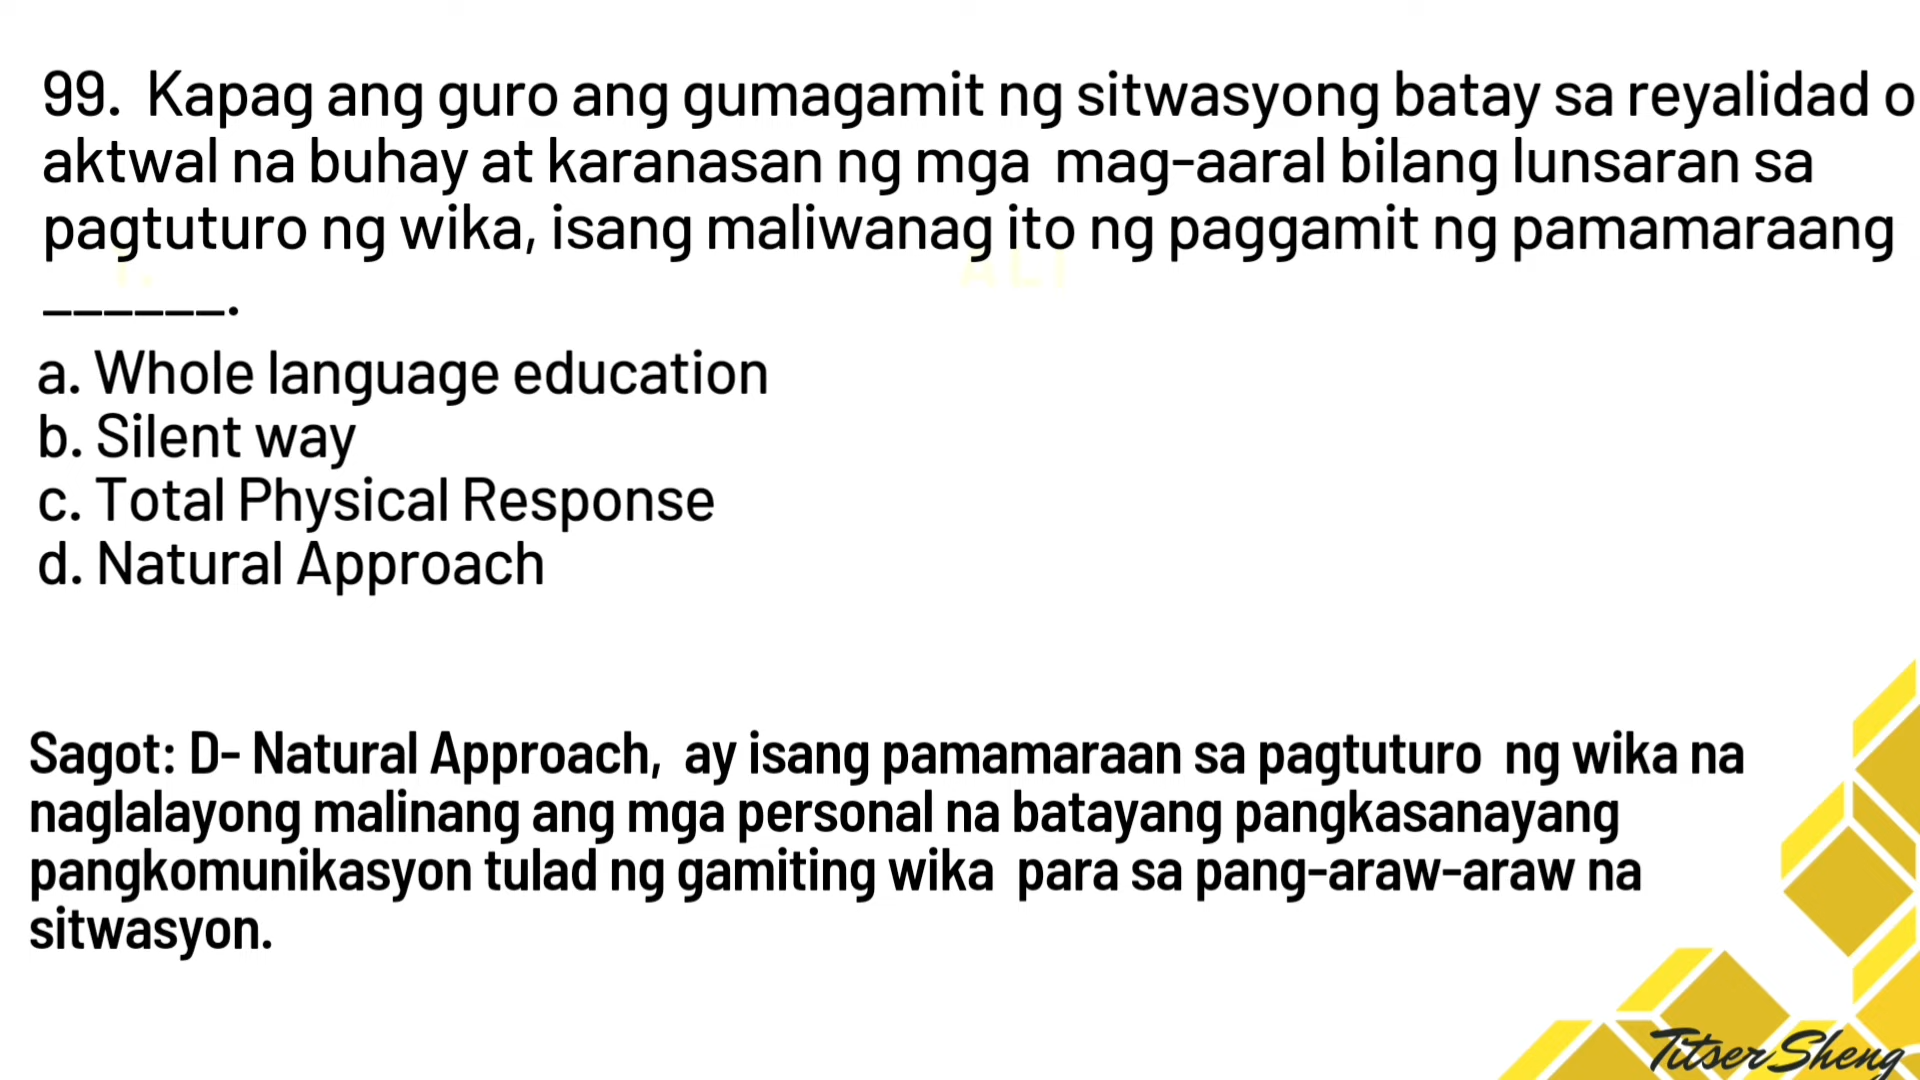 99. Kapag ang guro ang gumagamit ng sitwasyong batay sa reyalidad o
aktwal na buhay at karanasan ng mga mag-aaral bilang lunsaran sa
pagtuturo ng wika, isang maliwanag ito ng paggamit ng pamamaraang
______.
a. Whole language education
b. Silent way
c. Total Physical Response
d. Natural Approach
Sagot: D- Natural Approach, ay isang pamamaraan sa pagtuturo ng wika na
naglalayong malinang ang mga personal na batayang pangkasanayang
pangkomunikasyon tulad ng gamiting wika para sa pang-araw-araw na
sitwasyon.
Titser Sheng